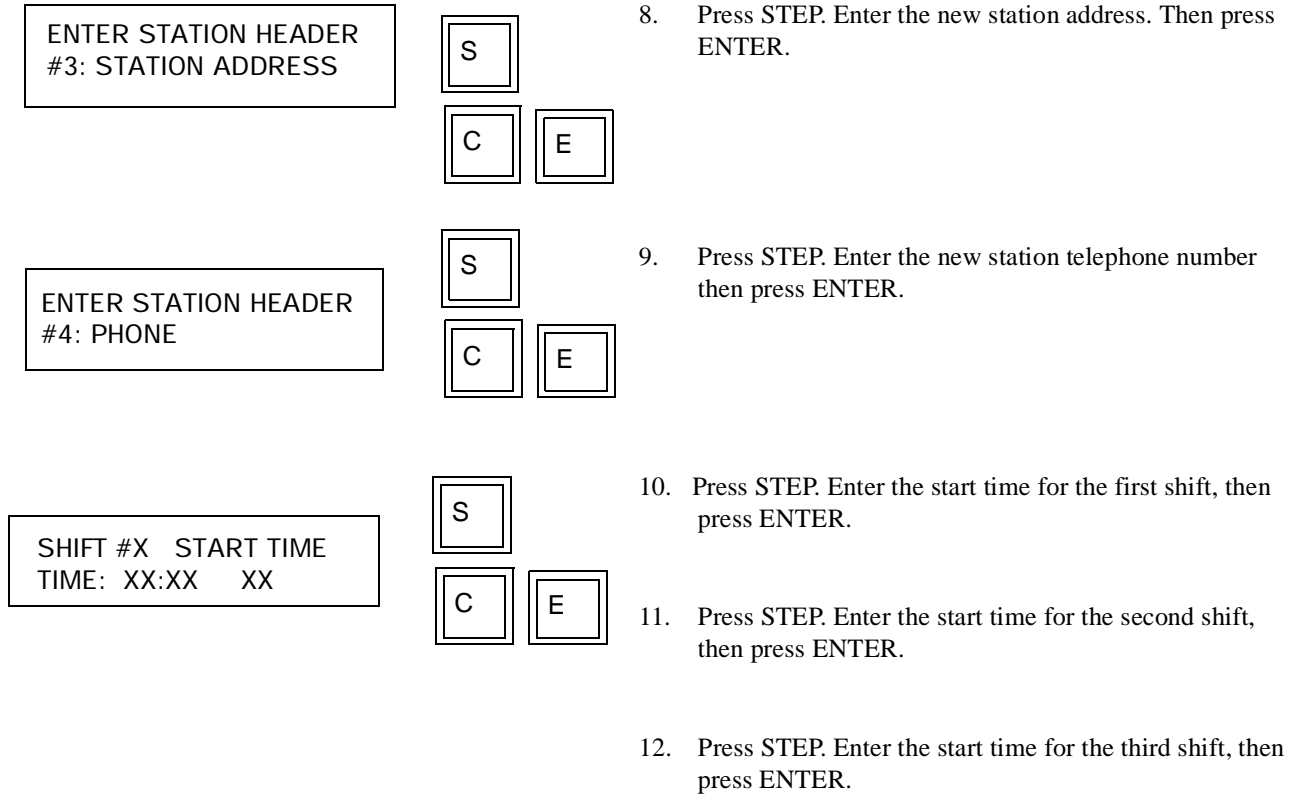 ENTER STATION HEADER
#3: STATION ADDRESS
S
C E
8. Press STEP. Enter the new station address. Then press
ENTER.
ENTER STATION HEADER
#4: PHONE
S
C E
9. Press STEP. Enter the new station telephone number
then press ENTER.
SHIFT #X START TIME
TIME: XX:XX XX
S
C E
10. Press STEP. Enter the start time for the first shift, then
press ENTER.
11. Press STEP. Enter the start time for the second shift,
then press ENTER.
12. Press STEP. Enter the start time for the third shift, then
press ENTER.